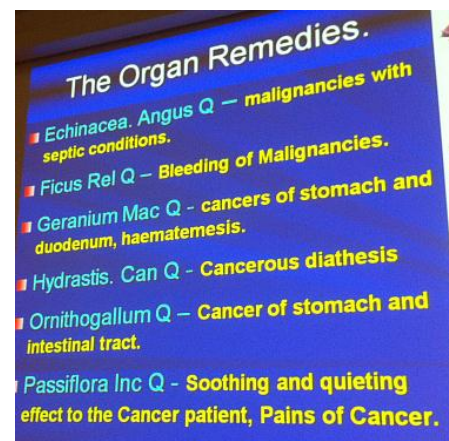 The Organ Remedies.
Echinacea. Angus Q – malignancies with
septic conditions.
Ficus Rel Q – Bleeding of Malignancies.
Geranium Mac Q - cancers of stomach and
duodenum, haematemesis.
Hydrastis. Can Q - Cancerous diathesis
Ornithogallum Q – Cancer of stomach and
intestinal tract.
Passiflora Inc Q - Soothing and quieting
effect to the Cancer patient, Pains of Cancer.